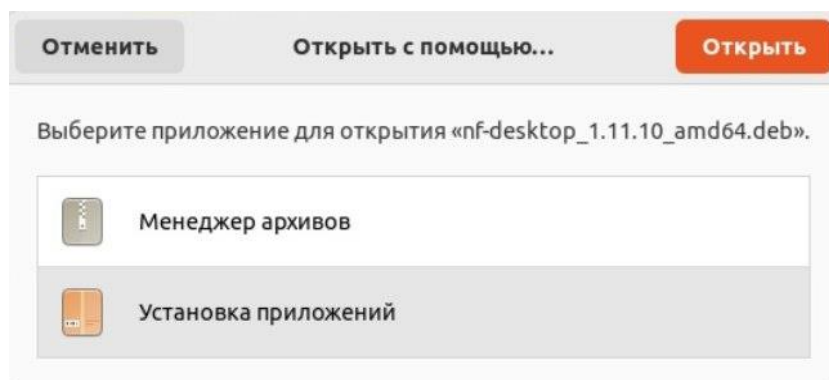 Отменить Открыть с помощью... Открыть
Выберите приложение для открытия «nf-desktop_1.11.10_amd64.deb».
Менеджер архивов
Установка приложений